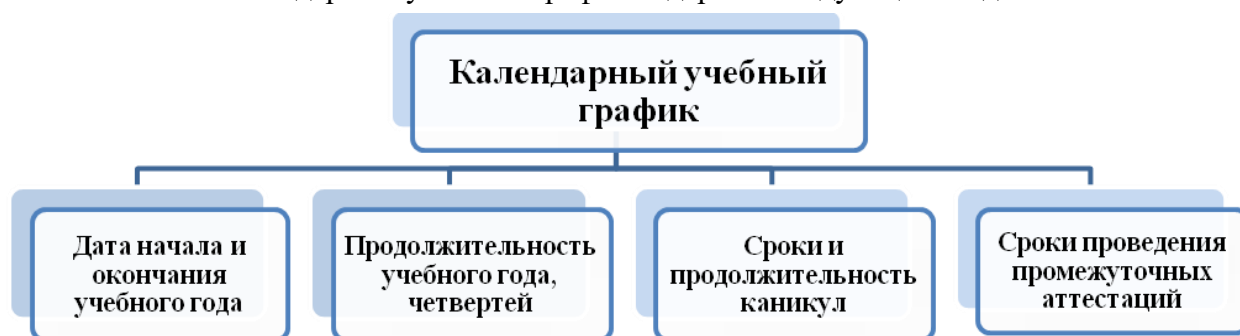 Календарный учебный
график
Дата начала и
окончания
учебного года
Продолжительность
учебного года,
четвертей
Сроки и
продолжительность
каникул
Сроки проведения
промежуточных
аттестаций